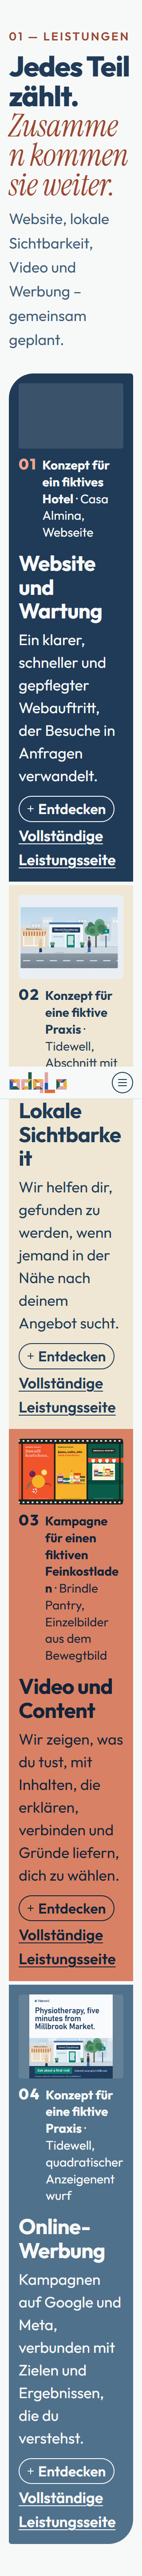 01 — LEISTUNGEN
Jedes Teil
zählt.
Zusamme
n kommen
sie weiter.
Website, lokale
Sichtbarkeit,
Video und
Werbung –
gemeinsam
geplant.
01 Konzept für
ein fiktives
Hotel · Casa
Almina,
Webseite
Website
und
Wartung
Ein klarer,
schneller und
gepflegter
Webauftritt,
der Besuche in
Anfragen
verwandelt.
+ Entdecken
Vollständige
Leistungsseite
02 Konzept für
eine fiktive
Praxis ·
Tidewell,
Abschnitt mit
Lokale
Sichtbarke
it
Wir helfen dir,
gefunden zu
werden, wenn
jemand in der
Nähe nach
deinem
Angebot sucht.
+ Entdecken
Vollständige
Leistungsseite
03 Kampagne
für einen
fiktiven
Feinkostlade
n · Brindle
Pantry,
Einzelbilder
aus dem
Bewegtbild
Video und
Content
Wir zeigen, was
du tust, mit
Inhalten, die
erklären,
verbinden und
Gründe liefern,
dich zu wählen.
+ Entdecken
Vollständige
Leistungsseite
Physiotherapy, five
minutes from
Millbrook Market.
04 Konzept für
eine fiktive
Praxis ·
Tidewell,
quadratischer
Anzeigenent
wurf
Online-
Werbung
Kampagnen
auf Google und
Meta,
verbunden mit
Zielen und
Ergebnissen,
die du
verstehst.
+ Entdecken
Vollständige
Leistungsseite